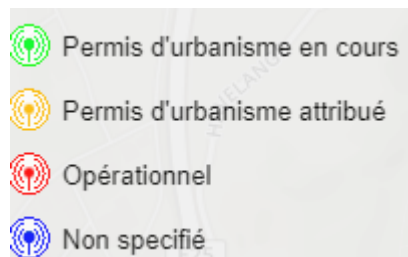 Permis d'urbanisme en cours
Permis d'urbanisme attribué
Opérationnel
Non specifié